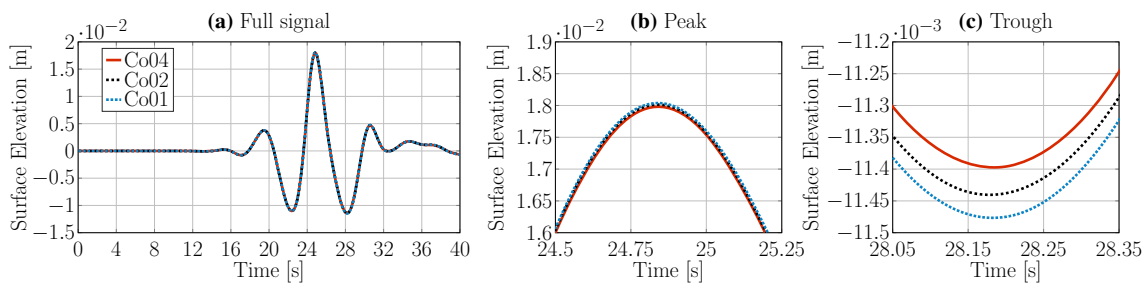 (a) Full signal
·10⁻²
Surface Elevation [m]
2
1.5
1
0.5
0
−0.5
−1
−1.5
Co04
Co02
Co01
0 4 8 12 16 20 24 28 32 36 40
Time [s]
(b) Peak
·10⁻²
Surface Elevation [m]
1.9
1.85
1.8
1.75
1.7
1.65
1.6
24.5 24.75 25 25.25
Time [s]
(c) Trough
·10⁻³
Surface Elevation [m]
−11.2
−11.25
−11.3
−11.35
−11.4
−11.45
−11.5
28.05 28.15 28.25 28.35
Time [s]